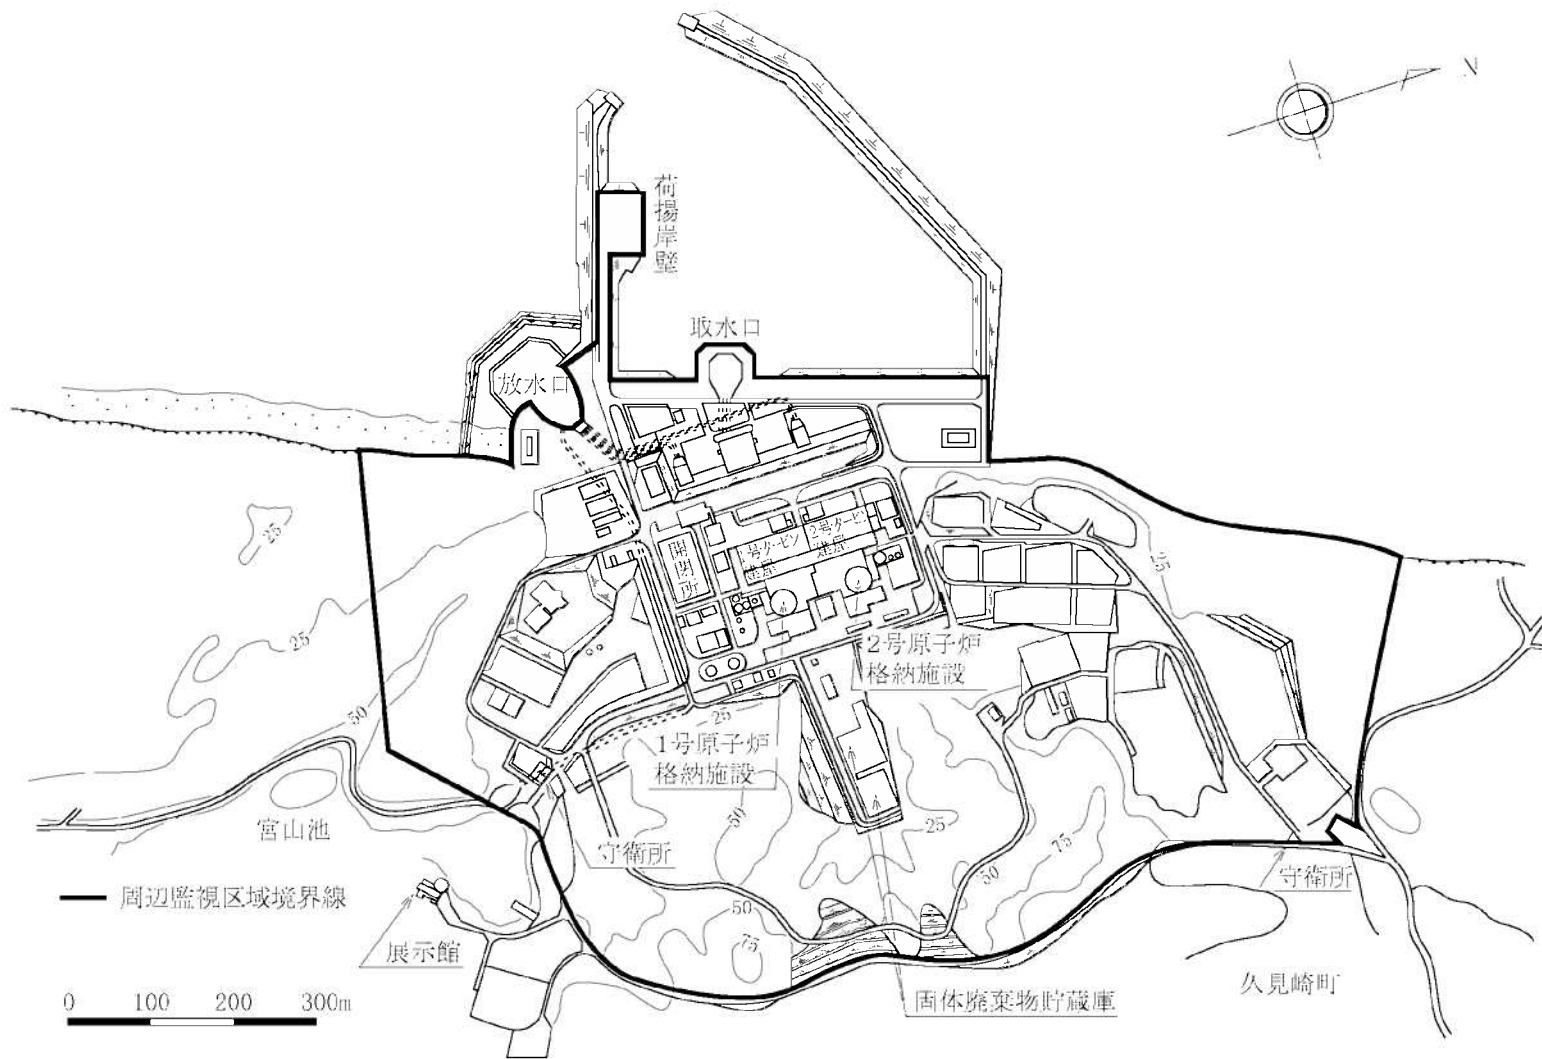 N
荷揚岸壁
取水口
放水口
25
開閉所
1号タービン
建屋
2号タービン
建屋
25
25
2号原子炉
格納施設
50
25
1号原子炉
格納施設
宮山池
50
25
75
守衛所
50
守衛所
周辺監視区域境界線
50
75
展示館
久見崎町
固体廃棄物貯蔵庫
0 100 200 300m